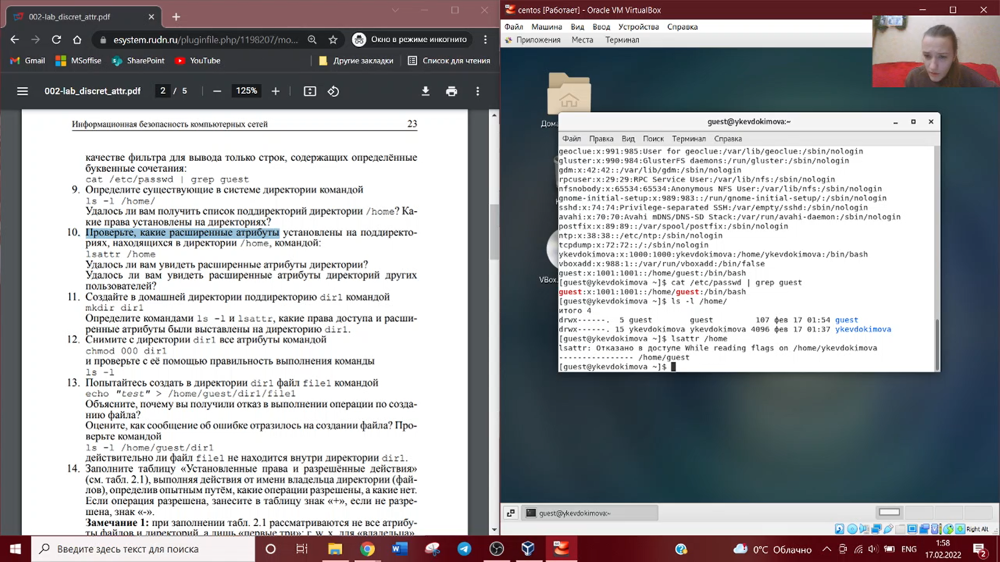 002-lab_discret_attr.pdf
esystem.rudn.ru/pluginfile.php/1198207/mo...
Окно в режиме инкогнито
Gmail
MSoffise
SharePoint
YouTube
Другие закладки
Список для чтения
002-lab_discret_attr.pdf
2 / 5
125%
Информационная безопасность компьютерных сетей 23
качестве фильтра для вывода только строк, содержащих определённые
буквенные сочетания:
cat /etc/passwd | grep guest
9. Определите существующие в системе директории командой
ls -l /home/
Удалось ли вам получить список поддиректорий директории /home? Ка-
кие права установлены на директориях?
10. Проверьте, какие расширенные атрибуты установлены на поддиректо-
риях, находящихся в директории /home, командой:
lsattr /home
Удалось ли вам увидеть расширенные атрибуты директории?
Удалось ли вам увидеть расширенные атрибуты директорий других
пользователей?
11. Создайте в домашней директории поддиректорию dir1 командой
mkdir dir1
Определите командами ls -l и lsattr, какие права доступа и расши-
ренные атрибуты были выставлены на директорию dir1.
12. Снимите с директории dir1 все атрибуты командой
chmod 000 dir1
и проверьте с её помощью правильность выполнения команды
ls -l
13. Попытайтесь создать в директории dir1 файл file1 командой
echo "test" > /home/guest/dir1/file1
Объясните, почему вы получили отказ в выполнении операции по созда-
нию файла?
Оцените, как сообщение об ошибке отразилось на создании файла? Про-
верьте командой
ls -l /home/guest/dir1
действительно ли файл file1 не находится внутри директории dir1.
14. Заполните таблицу «Установленные права и разрешённые действия»
(см. табл. 2.1), выполняя действия от имени владельца директории (фай-
лов), определив опытным путём, какие операции разрешены, а какие нет.
Если операция разрешена, занесите в таблицу знак «+», если не разре-
шена, знак «-».
Замечание 1: при заполнении табл. 2.1 рассматриваются не все атрибу-
ты файлов и директорий, а лишь «первые три»: r, w, x, для «владельца».
centos [Работает] - Oracle VM VirtualBox
Файл Машина Вид Ввод Устройства Справка
Приложения Места Терминал
guest@ykevdokimova:~
Файл Правка Вид Поиск Терминал Справка
geoclue:x:991:985:User for geoclue:/var/lib/geoclue:/sbin/nologin
gluster:x:990:984:GlusterFS daemons:/run/gluster:/sbin/nologin
gdm:x:42:42::/var/lib/gdm:/sbin/nologin
rpcuser:x:29:29:RPC Service User:/var/lib/nfs:/sbin/nologin
nfsnobody:x:65534:65534:Anonymous NFS User:/var/lib/nfs:/sbin/nologin
gnome-initial-setup:x:989:983::/run/gnome-initial-setup/:/sbin/nologin
sshd:x:74:74:Privilege-separated SSH:/var/empty/sshd:/sbin/nologin
avahi:x:70:70:Avahi mDNS/DNS-SD Stack:/var/run/avahi-daemon:/sbin/nologin
postfix:x:89:89::/var/spool/postfix:/sbin/nologin
ntp:x:38:38::/etc/ntp:/sbin/nologin
tcpdump:x:72:72::/:/sbin/nologin
ykevdokimova:x:1000:1000:ykevdokimova:/home/ykevdokimova:/bin/bash
vboxadd:x:988:1::/var/run/vboxadd:/bin/false
guest:x:1001:1001::/home/guest:/bin/bash
[guest@ykevdokimova ~]$ cat /etc/passwd | grep guest
guest:x:1001:1001::/home/guest:/bin/bash
[guest@ykevdokimova ~]$ ls -l /home/
итого 4
drwx------. 5 guest guest 107 фев 17 01:54 guest
drwx------. 15 ykevdokimova ykevdokimova 4096 фев 17 01:37 ykevdokimova
[guest@ykevdokimova ~]$ lsattr /home
lsattr: Отказано в доступе While reading flags on /home/ykevdokimova
---------------- /home/guest
[guest@ykevdokimova ~]$
guest@ykevdokimova:~
Right Alt
Введите здесь текст для поиска
0°C Облачно
ENG
1:58
17.02.2022
2